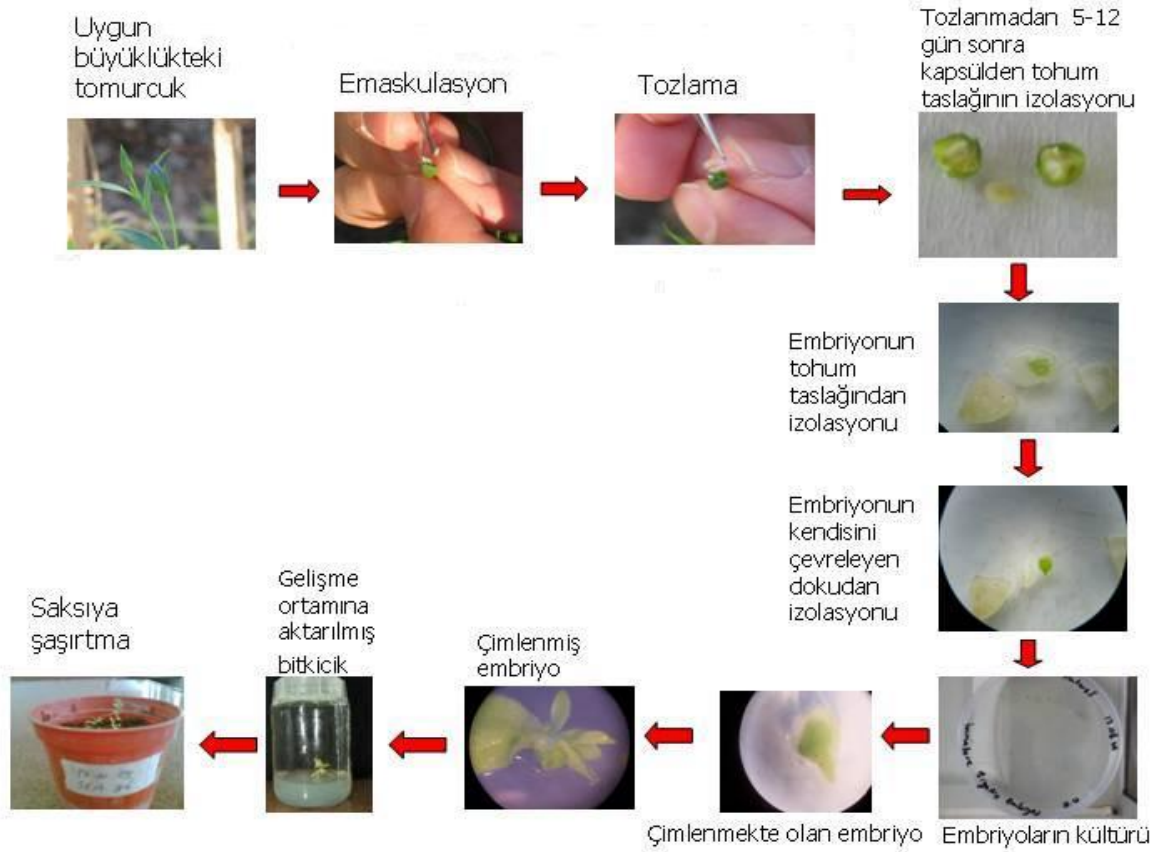 Uygun
büyüklükteki
tomurcuk
Emaskulasyon
Tozlama
Tozlanmadan 5-12
gün sonra
kapsülden tohum
taslağının izolasyonu
Embriyonun
tohum
taslağından
izolasyonu
Embriyonun
kendisini
çevreleyen
dokudan
izolasyonu
Embriyoların kültürü
Çimlenmekte olan embriyo
Çimlenmiş
embriyo
Gelişme
ortamına
aktarılmış
bitkicik
Saksıya
şaşırtma